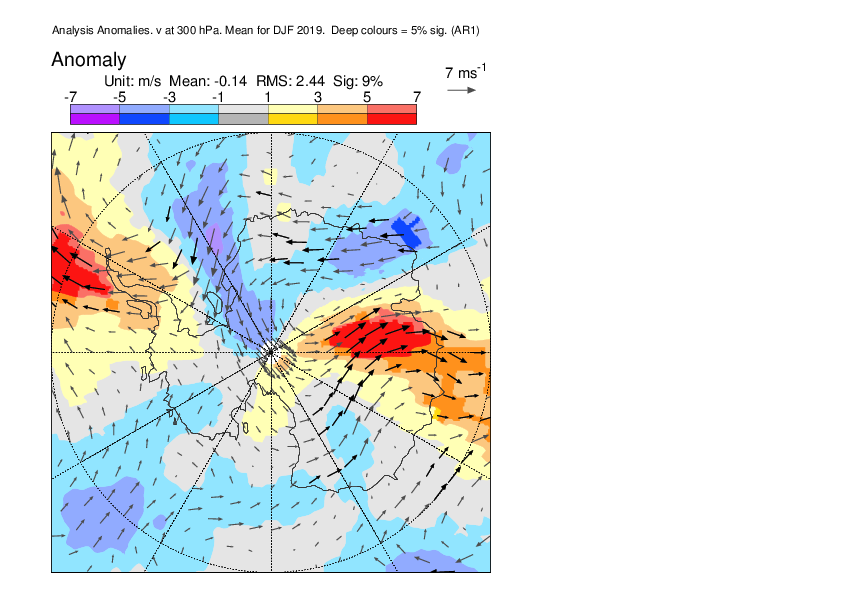 Analysis Anomalies. v at 300 hPa. Mean for DJF 2019.  Deep colours = 5% sig. (AR1)
Anomaly
7 ms-1
Unit: m/s  Mean: -0.14  RMS: 2.44  Sig: 9%
-7 -5 -3 -1 1 3 5 7